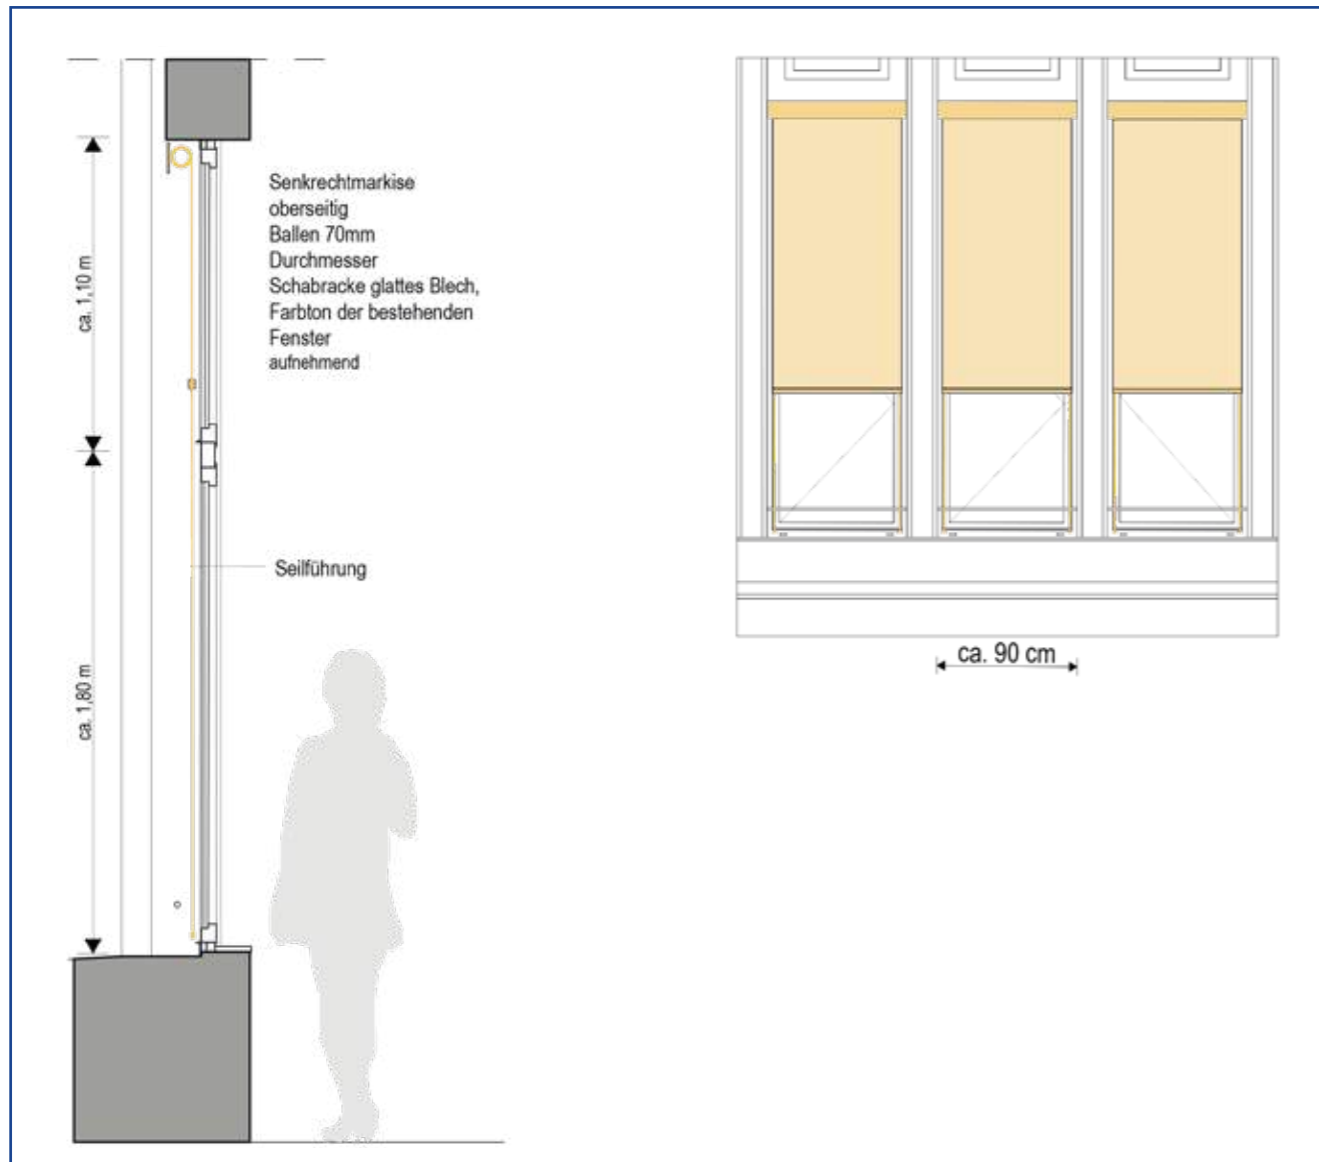 Senkrechtmarkise
oberseitig
Ballen 70mm
Durchmesser
Schabracke glattes Blech,
Farbton der bestehenden
Fenster
aufnehmend
ca. 1,10 m
Seilführung
ca. 1,80 m
ca. 90 cm